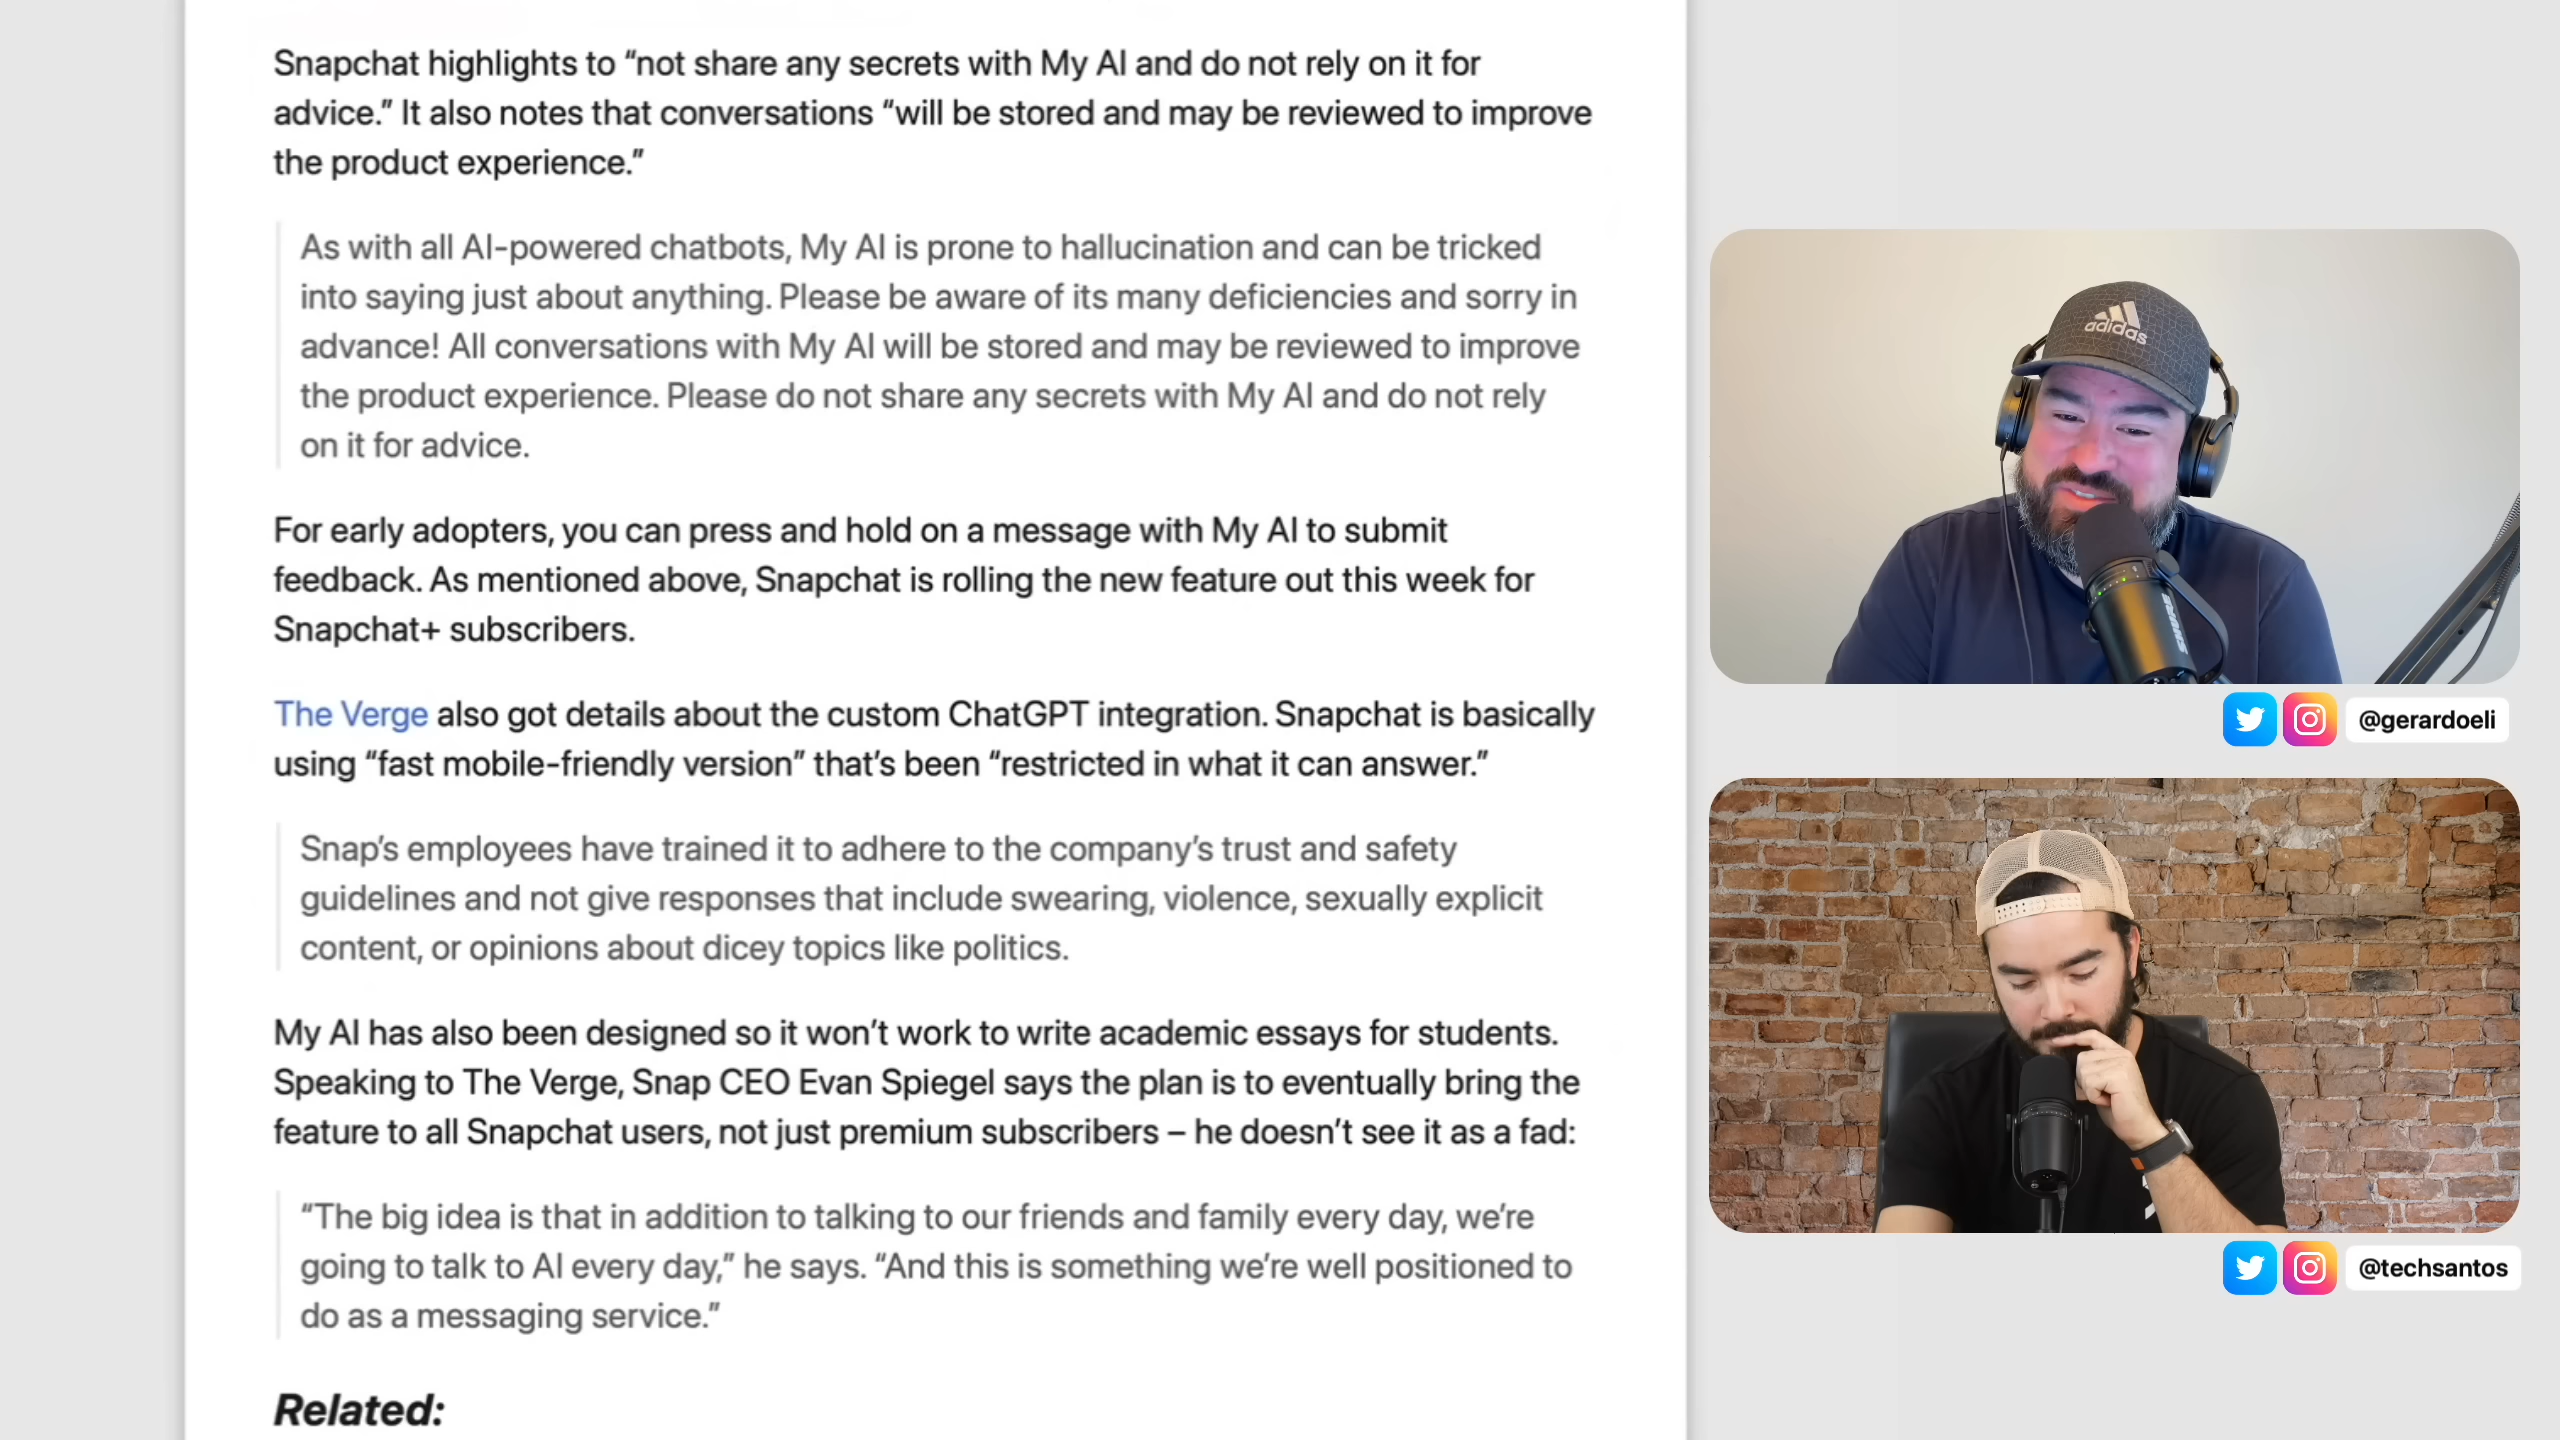 Snapchat highlights to “not share any secrets with My AI and do not rely on it for
advice.” It also notes that conversations “will be stored and may be reviewed to improve
the product experience.”
As with all AI-powered chatbots, My AI is prone to hallucination and can be tricked
into saying just about anything. Please be aware of its many deficiencies and sorry in
advance! All conversations with My AI will be stored and may be reviewed to improve
the product experience. Please do not share any secrets with My AI and do not rely
on it for advice.
For early adopters, you can press and hold on a message with My AI to submit
feedback. As mentioned above, Snapchat is rolling the new feature out this week for
Snapchat+ subscribers.
The Verge also got details about the custom ChatGPT integration. Snapchat is basically
using “fast mobile-friendly version” that’s been “restricted in what it can answer.”
Snap’s employees have trained it to adhere to the company’s trust and safety
guidelines and not give responses that include swearing, violence, sexually explicit
content, or opinions about dicey topics like politics.
My AI has also been designed so it won’t work to write academic essays for students.
Speaking to The Verge, Snap CEO Evan Spiegel says the plan is to eventually bring the
feature to all Snapchat users, not just premium subscribers – he doesn’t see it as a fad:
“The big idea is that in addition to talking to our friends and family every day, we’re
going to talk to AI every day,” he says. “And this is something we’re well positioned to
do as a messaging service.”
Related:
adidas
SHURE
@gerardoeli
@techsantos